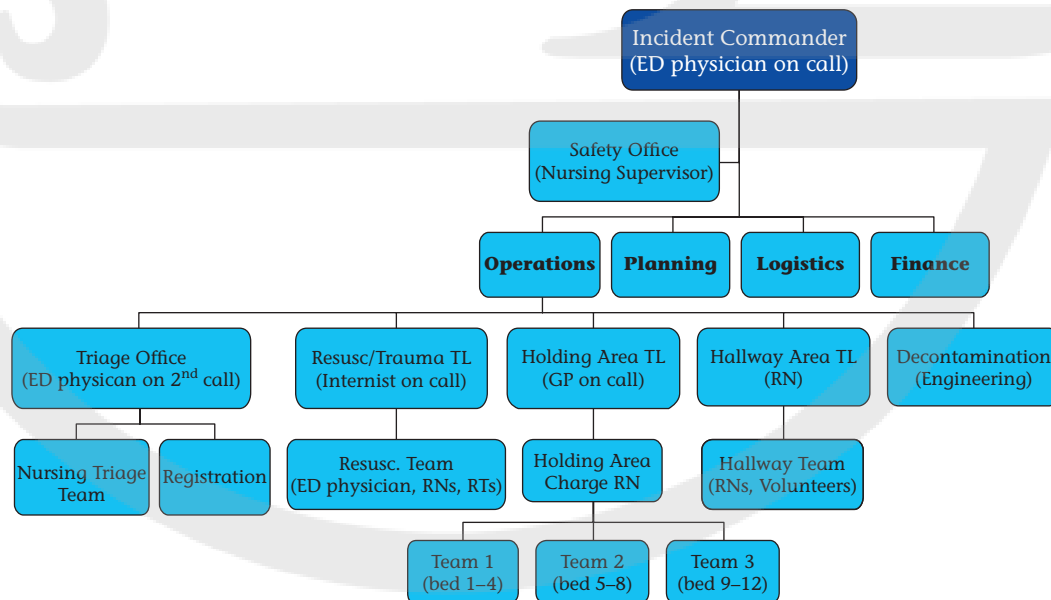 Incident Commander
(ED physician on call)
Safety Office
(Nursing Supervisor)
Operations
Planning
Logistics
Finance
Triage Office
(ED physican on 2nd call)
Resusc/Trauma TL
(Internist on call)
Holding Area TL
(GP on call)
Hallway Area TL
(RN)
Decontamination
(Engineering)
Nursing Triage
Team
Registration
Resusc. Team
(ED physician, RNs, RTs)
Holding Area
Charge RN
Hallway Team
(RNs, Volunteers)
Team 1
(bed 1–4)
Team 2
(bed 5–8)
Team 3
(bed 9–12)